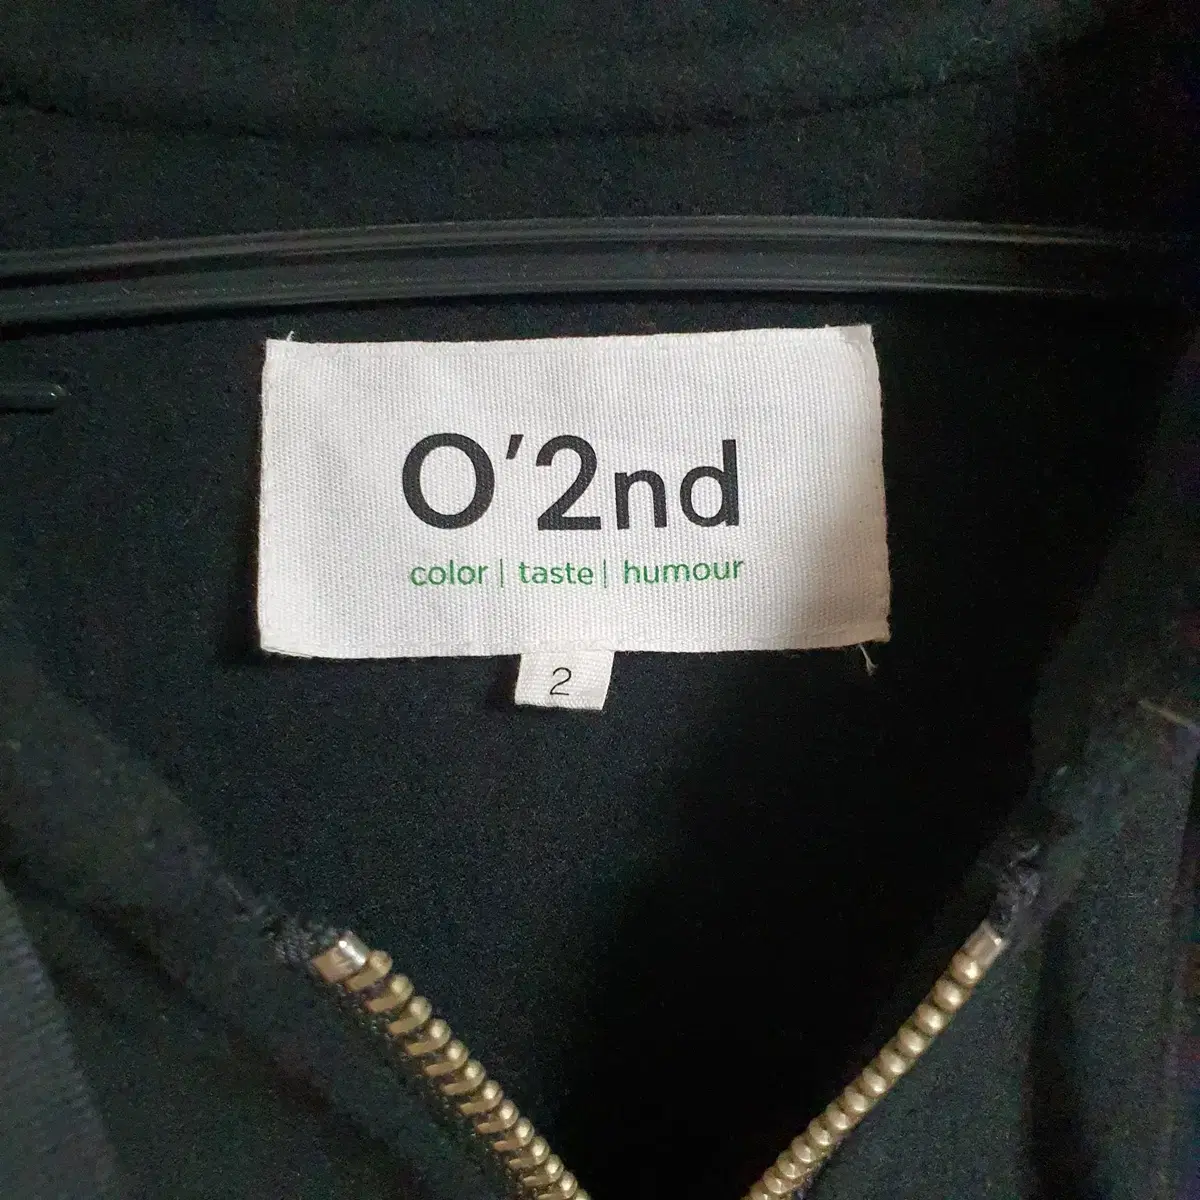 O'2nd
color | taste | humour
2